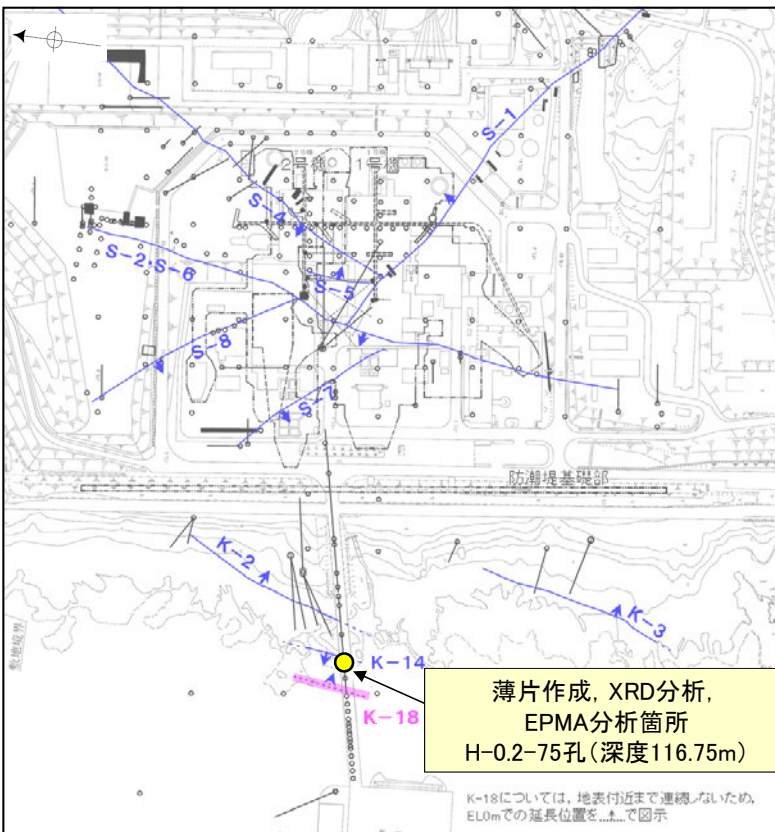 S-1
2号機
1号機
S-4
S-2・S-6
S-5
S-8
S-7
防潮堤基礎部
K-2
K-3
敷地境界
K-14
K-18
薄片作成, XRD分析,
EPMA分析箇所
H-0.2-75孔(深度116.75m)
K-18については, 地表付近まで連続しないため,
EL0mでの延長位置を…で図示